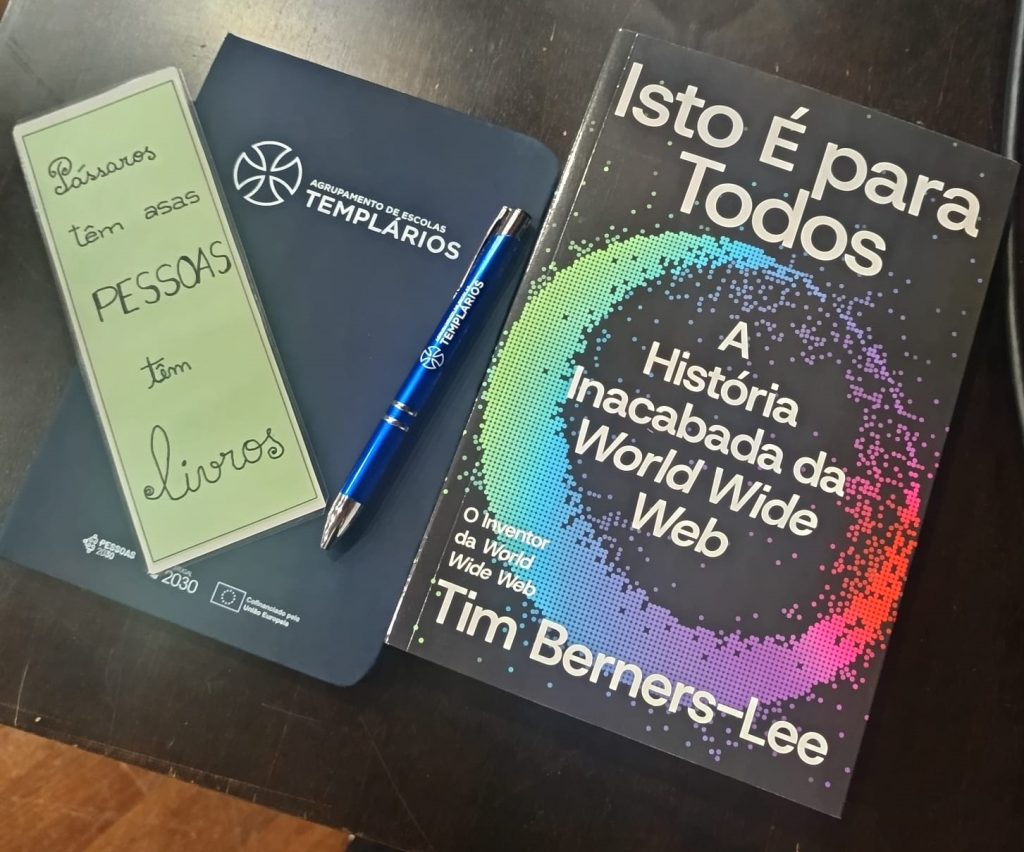 Pássaros
têm asas
PESSOAS
têm
livros
AGRUPAMENTO DE ESCOLAS
TEMPLÁRIOS
PESSOAS
2030
2030
Cofinanciado pela
União Europeia
TEMPLÁRIOS
Isto É para
Todos
A
História
Inacabada da
World Wide
Web
O Inventor
da World
Wide Web
Tim Berners-Lee